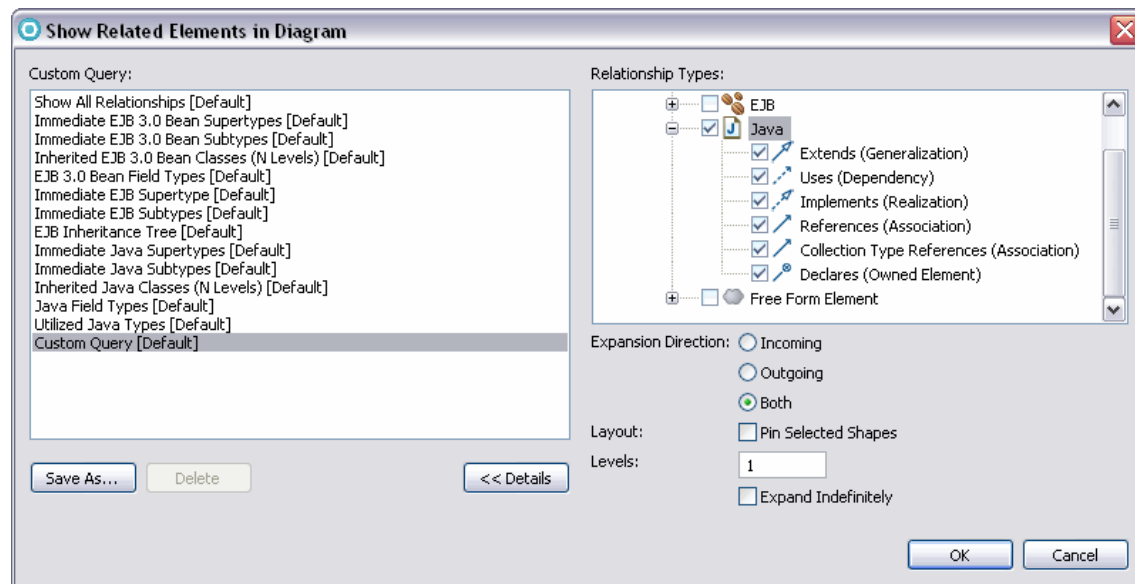 Show Related Elements in Diagram
Custom Query:
Show All Relationships [Default]
Immediate EJB 3.0 Bean Supertypes [Default]
Immediate EJB 3.0 Bean Subtypes [Default]
Inherited EJB 3.0 Bean Classes (N Levels) [Default]
EJB 3.0 Bean Field Types [Default]
Immediate EJB Supertype [Default]
Immediate EJB Subtypes [Default]
EJB Inheritance Tree [Default]
Immediate Java Supertypes [Default]
Immediate Java Subtypes [Default]
Inherited Java Classes (N Levels) [Default]
Java Field Types [Default]
Utilized Java Types [Default]
Custom Query [Default]
Save As...
Delete
<< Details
Relationship Types:
EJB
Java
Extends (Generalization)
Uses (Dependency)
Implements (Realization)
References (Association)
Collection Type References (Association)
Declares (Owned Element)
Free Form Element
Expansion Direction:
Incoming
Outgoing
Both
Layout:
Pin Selected Shapes
Levels:
1
Expand Indefinitely
OK
Cancel